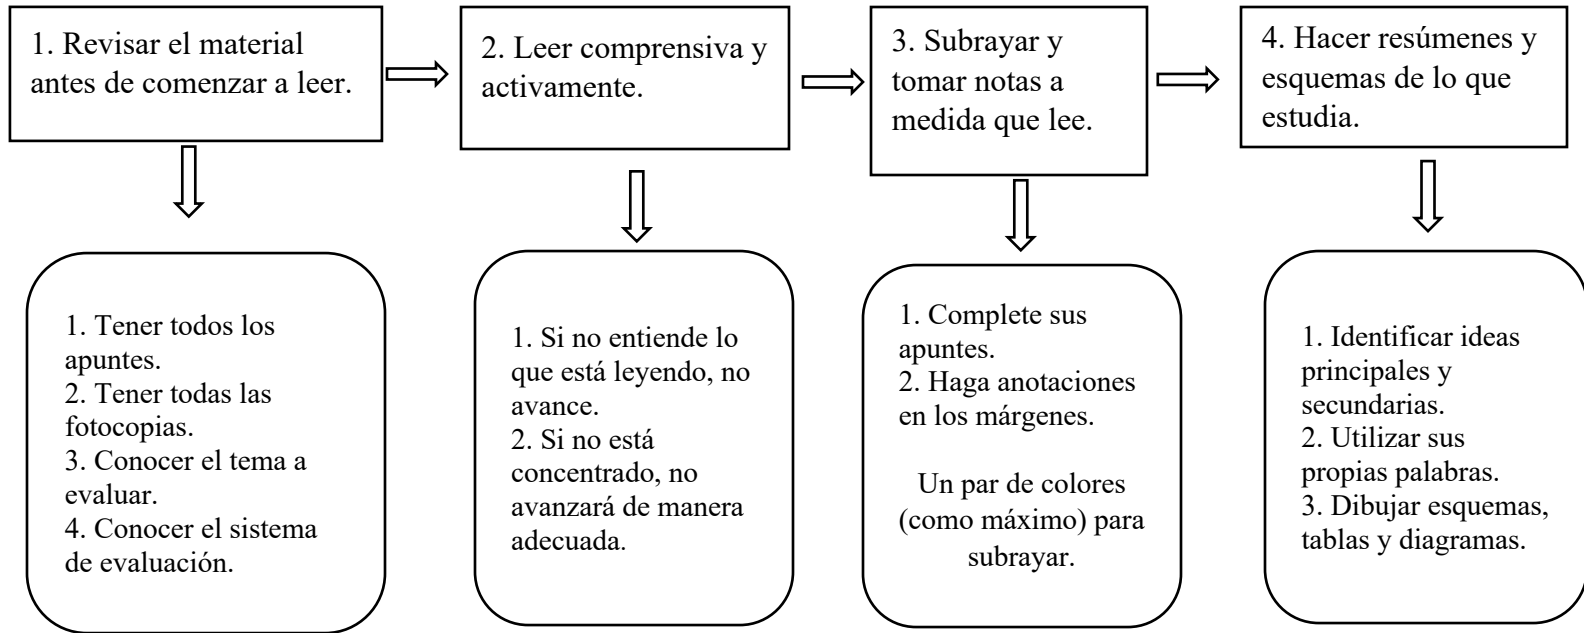 1. Revisar el material
antes de comenzar a leer.
2. Leer comprensiva y
activamente.
3. Subrayar y
tomar notas a
medida que lee.
4. Hacer resúmenes y
esquemas de lo que
estudia.
1. Tener todos los
apuntes.
2. Tener todas las
fotocopias.
3. Conocer el tema a
evaluar.
4. Conocer el sistema
de evaluación.
1. Si no entiende lo
que está leyendo, no
avance.
2. Si no está
concentrado, no
avanzará de manera
adecuada.
1. Complete sus
apuntes.
2. Haga anotaciones
en los márgenes.
Un par de colores
(como máximo) para
subrayar.
1. Identificar ideas
principales y
secundarias.
2. Utilizar sus
propias palabras.
3. Dibujar esquemas,
tablas y diagramas.